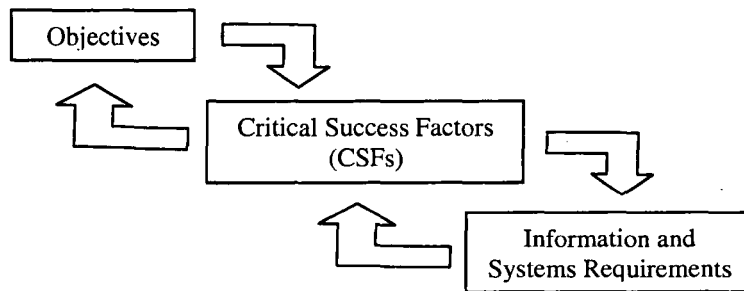 Objectives
Critical Success Factors
(CSFs)
Information and
Systems Requirements